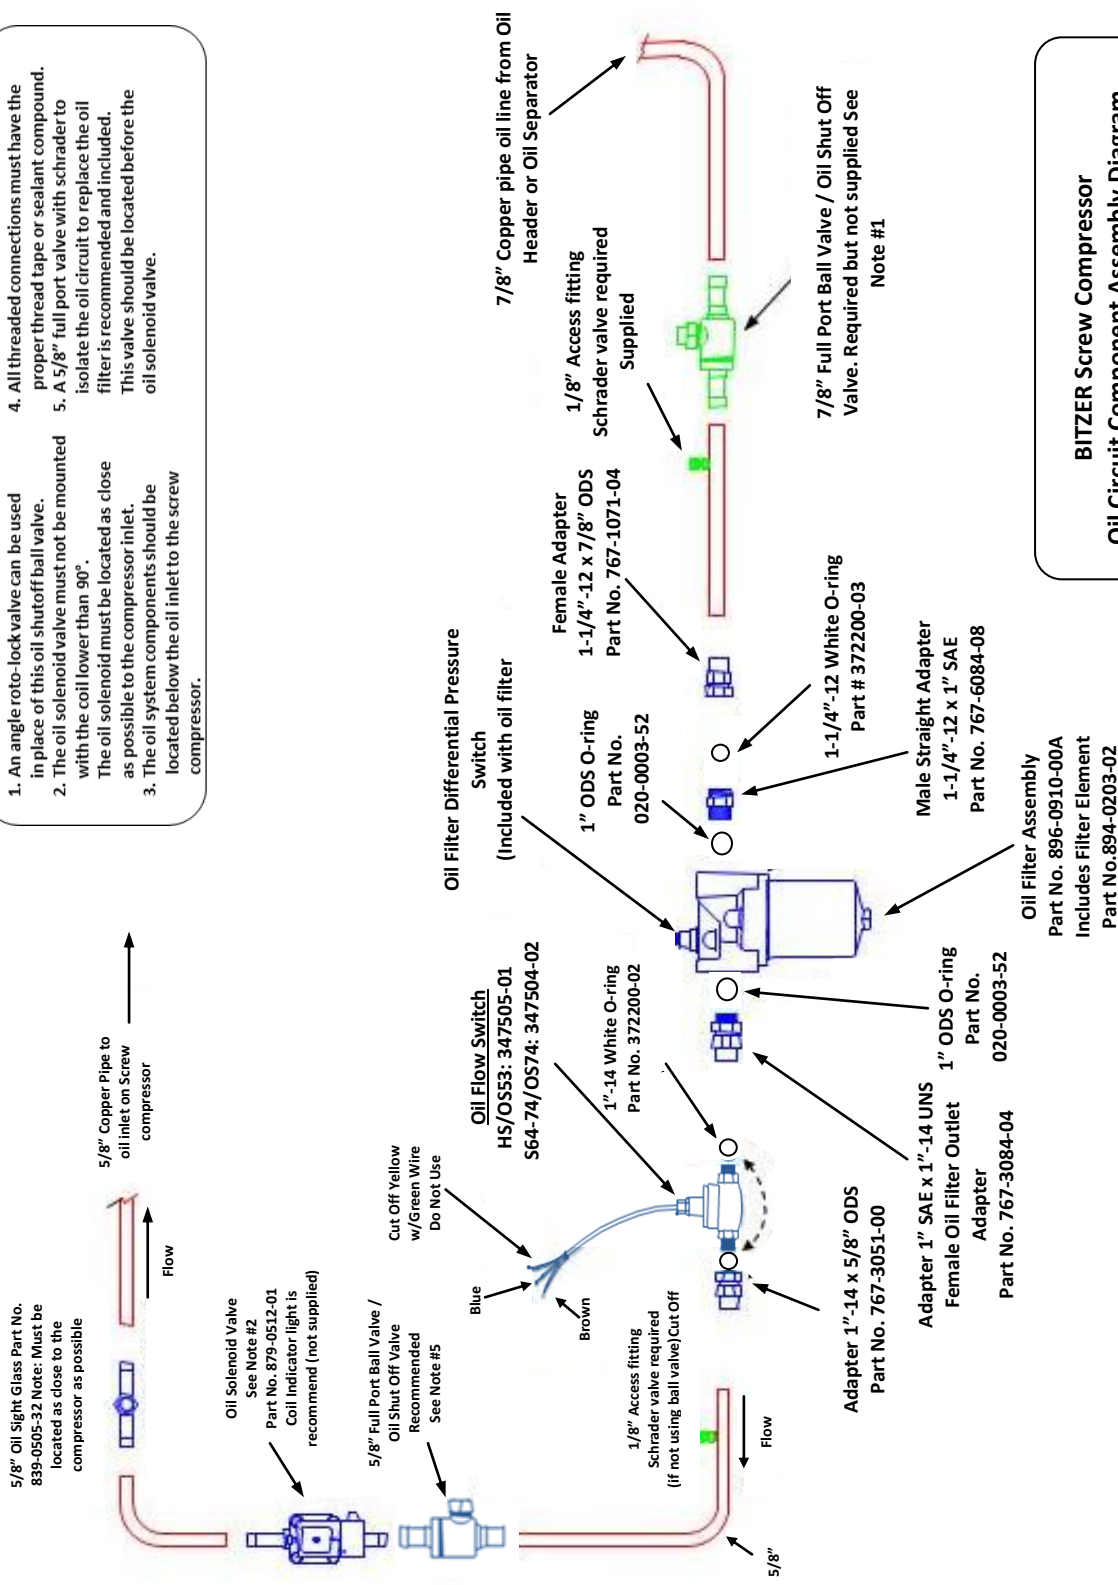 1. An angle roto-lock valve can be used
in place of this shutoff ball valve.
2. The oil solenoid valve must not be mounted
with the coil lower than 90°.
The oil solenoid must be located as close
as possible to the compressor inlet.
3. The oil system components should be
located below the oil inlet to the screw
compressor.
4. All threaded connections must have the
proper thread tape or sealant compound.
5. A 5/8” full port valve with schrader to
isolate the oil circuit to replace the oil
filter is recommended and included.
This valve should be located before the
oil solenoid valve.
5/8” Oil Sight Glass Part No.
839-0505-32 Note: Must be
located as close to the
compressor as possible
5/8” Copper Pipe to
oil inlet on Screw
compressor
Flow
Oil Solenoid Valve
See Note #2
Part No. 879-0512-01
Coil Indicator light is
recommend (not supplied)
5/8” Full Port Ball Valve /
Oil Shut Off Valve
Recommended
See Note #5
Cut Off Yellow
w/Green Wire
Do Not Use
Blue
Brown
Oil Flow Switch
HS/OS53: 347505-01
S64-74/OS74: 347504-02
1”-14 White O-ring
Part No. 372200-02
Oil Filter Differential Pressure
Switch
(Included with oil filter
1” ODS O-ring
Part No.
020-0003-52
Female Adapter
1-1/4”-12 x 7/8” ODS
Part No. 767-1071-04
1/8” Access fitting
Schrader valve required
Supplied
7/8” Copper pipe oil line from Oil
Header or Oil Separator
1/8” Access fitting
Schrader valve required
(if not using ball valve)Cut Off
Flow
5/8”
Adapter 1”-14 x 5/8” ODS
Part No. 767-3051-00
Adapter 1” SAE x 1”-14 UNS
Female Oil Filter Outlet
Adapter
Part No. 767-3084-04
1” ODS O-ring
Part No.
020-0003-52
Oil Filter Assembly
Part No. 896-0910-00A
Includes Filter Element
Part No.894-0203-02
Male Straight Adapter
1-1/4”-12 x 1” SAE
Part No. 767-6084-08
1-1/4”-12 White O-ring
Part # 372200-03
7/8” Full Port Ball Valve / Oil Shut Off
Valve. Required but not supplied See
Note #1
BITZER Screw Compressor
Oil Circuit Component Assembly Diagram